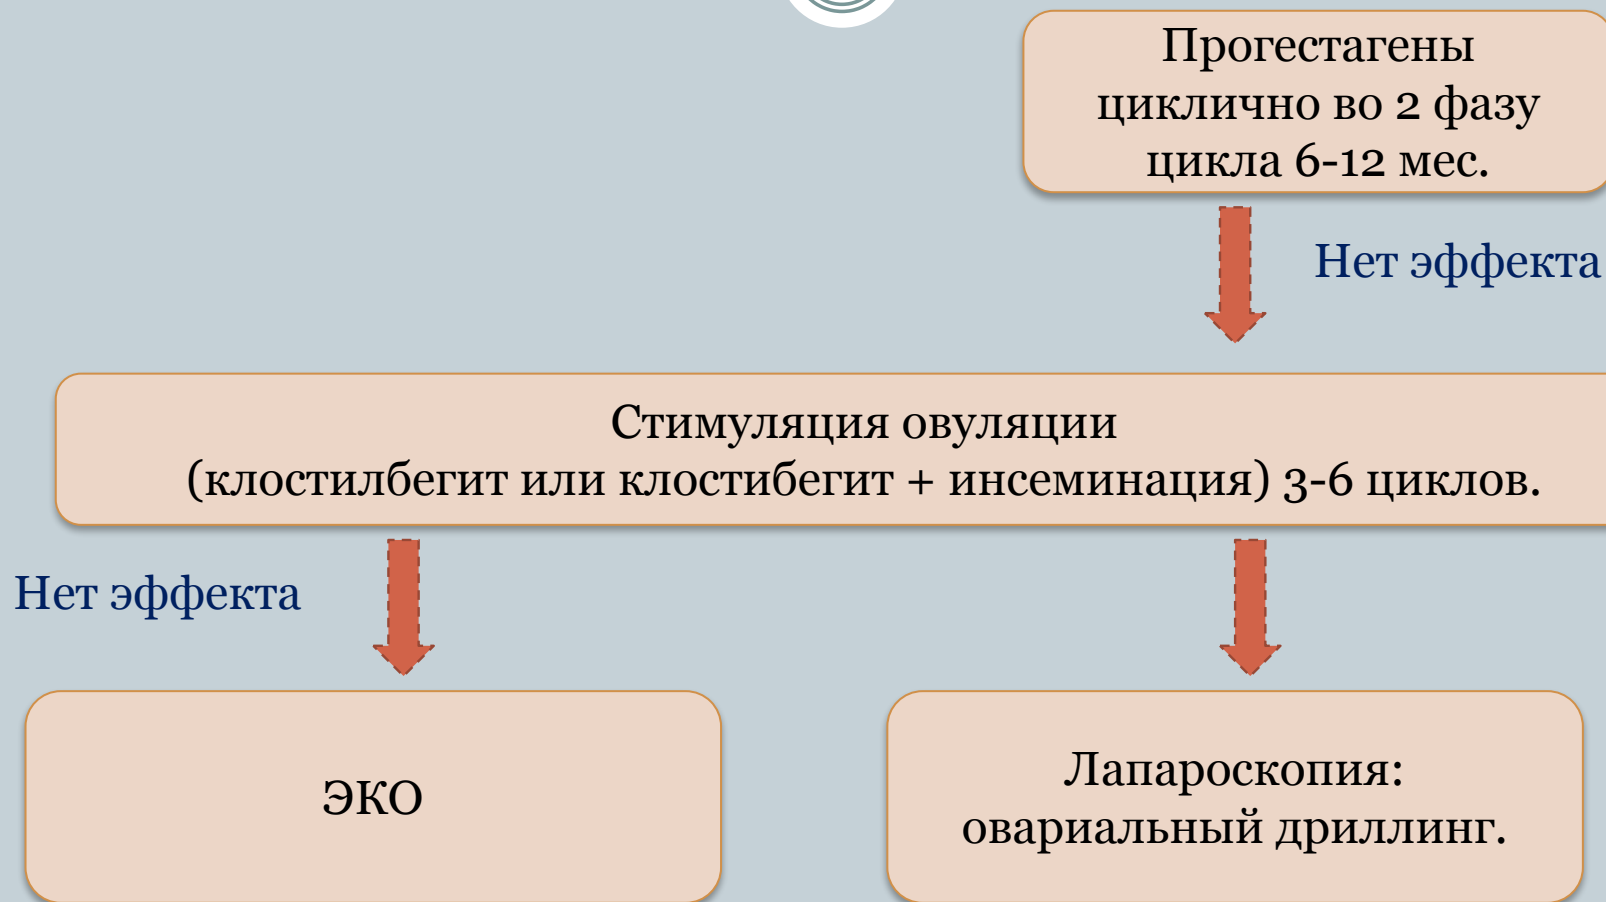 Прогестагены
циклично во 2 фазу
цикла 6-12 мес.
Нет эффекта
Стимуляция овуляции
(клостилбегит или клостибегит + инсеминация) 3-6 циклов.
Нет эффекта
ЭКО
Лапароскопия:
овариальный дриллинг.